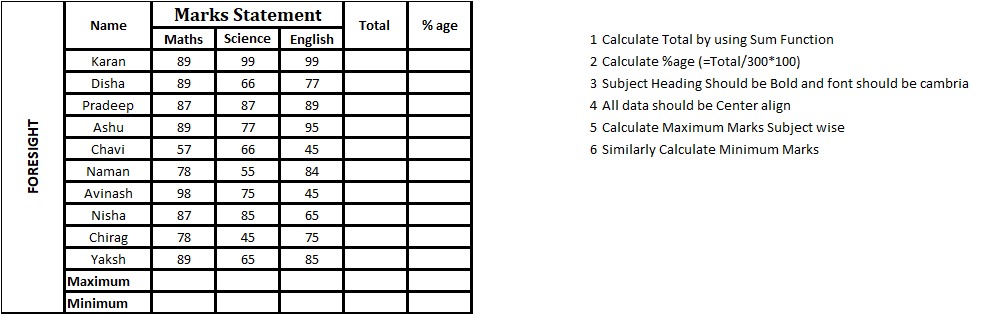 FORESIGHT
Name Marks Statement Total % age
Maths Science English
Karan 89 99 99
Disha 89 66 77
Pradeep 87 87 89
Ashu 89 77 95
Chavi 57 66 45
Naman 78 55 84
Avinash 98 75 45
Nisha 87 85 65
Chirag 78 45 75
Yaksh 89 65 85
Maximum
Minimum
1 Calculate Total by using Sum Function
2 Calculate %age (=Total/300*100)
3 Subject Heading Should be Bold and font should be cambria
4 All data should be Center align
5 Calculate Maximum Marks Subject wise
6 Similarly Calculate Minimum Marks